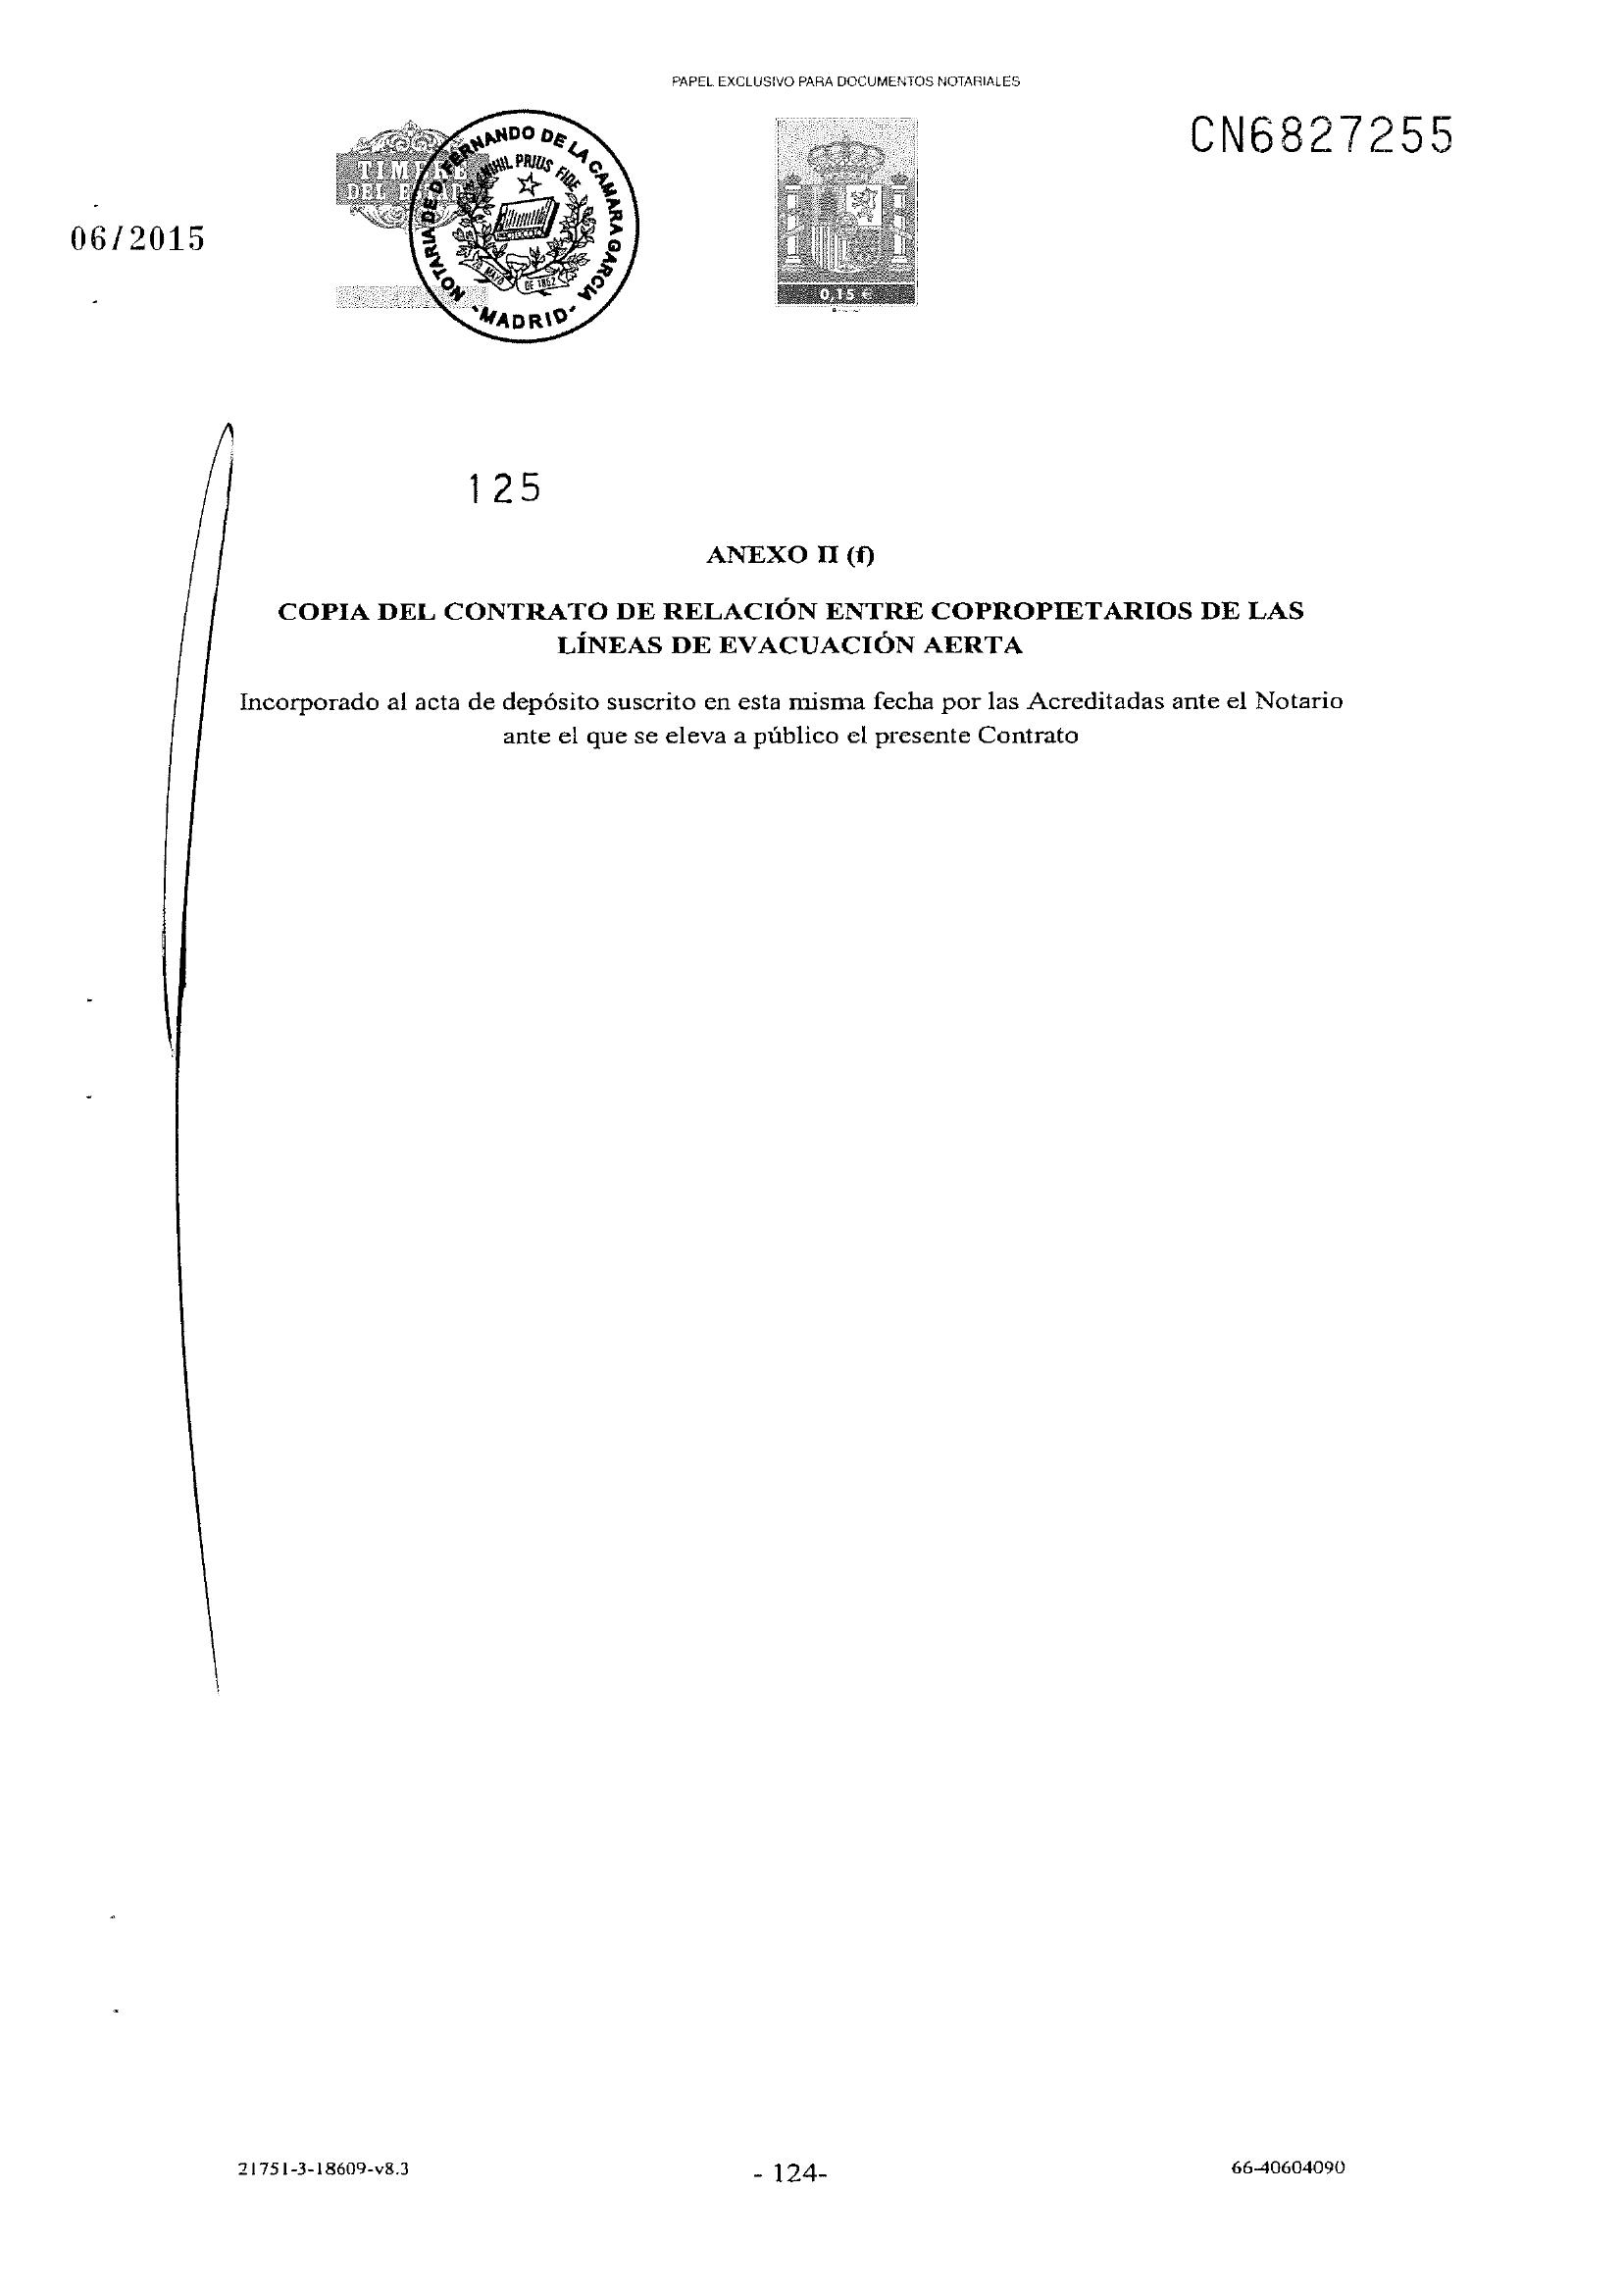 PAPEL EXCLUSIVO PARA DOCUMENTOS NOTARIALES
CN6827255
TIMBRE
DEL ESTADO
NOTARIA DE D. FERNANDO DE LA CAMARA GARCIA
-MADRID-
NIHIL PRIUS FIDE
DE 1862
0,15 €
06/2015
125
ANEXO II (f)
COPIA DEL CONTRATO DE RELACIÓN ENTRE COPROPIETARIOS DE LAS
LÍNEAS DE EVACUACIÓN AERTA
Incorporado al acta de depósito suscrito en esta misma fecha por las Acreditadas ante el Notario
ante el que se eleva a público el presente Contrato
21751-3-18609-v8.3
- 124-
66-40604090